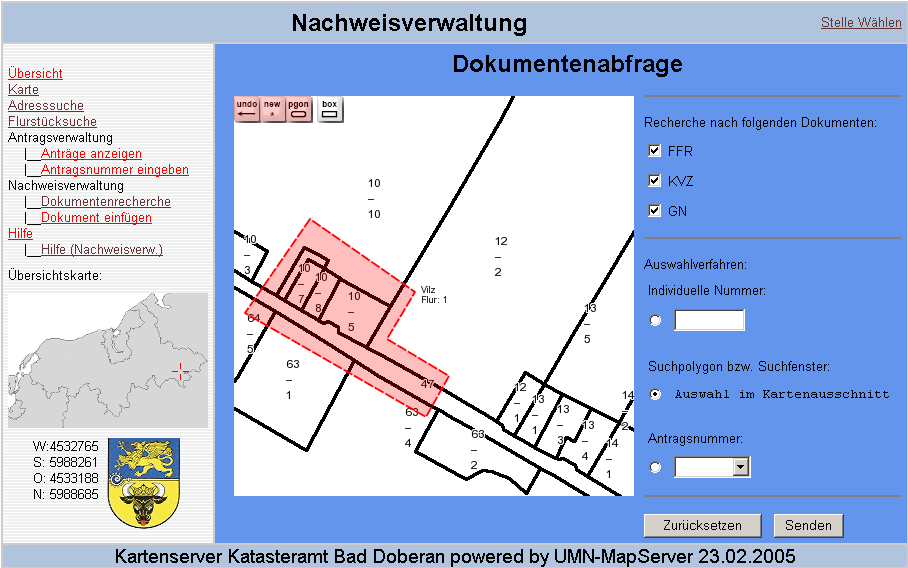 Nachweisverwaltung
Stelle Wählen
Übersicht
Karte
Adresssuche
Flurstücksuche
Antragsverwaltung
|__Anträge anzeigen
|__Antragsnummer eingeben
Nachweisverwaltung
|__Dokumentenrecherche
|__Dokument einfügen
Hilfe
|__Hilfe (Nachweisverw.)
Übersichtskarte:
W:4532765
S: 5988261
O: 4533188
N: 5988685
Dokumentenabfrage
undo new pgon box
10
–
10
12
–
2
10
–
3
10
–
7
10
–
8
10
–
5
Vilz
Flur: 1
13
–
5
64
–
5
63
–
1
47
63
–
4
63
–
2
12
–
1
13
–
1
13
–
3
13
–
4
14
–
2
14
–
1
Recherche nach folgenden Dokumenten:
FFR
KVZ
GN
Auswahlverfahren:
Individuelle Nummer:
Suchpolygon bzw. Suchfenster:
Auswahl im Kartenausschnitt
Antragsnummer:
Zurücksetzen
Senden
Kartenserver Katasteramt Bad Doberan powered by UMN-MapServer 23.02.2005